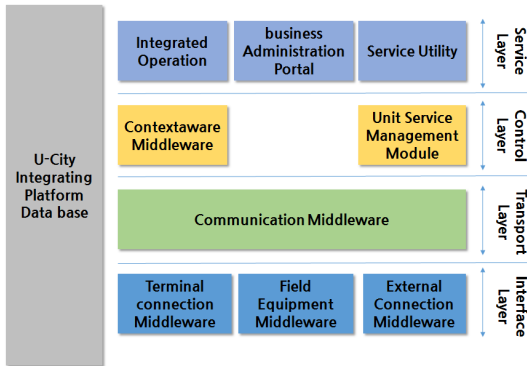 U-City
Integrating
Platform
Data base
Integrated
Operation
business
Administration
Portal
Service Utility
Service
Layer
Contextaware
Middleware
Unit Service
Management
Module
Control
Layer
Communication Middleware
Transport
Layer
Terminal
connection
Middleware
Field
Equipment
Middleware
External
Connection
Middleware
Interface
Layer